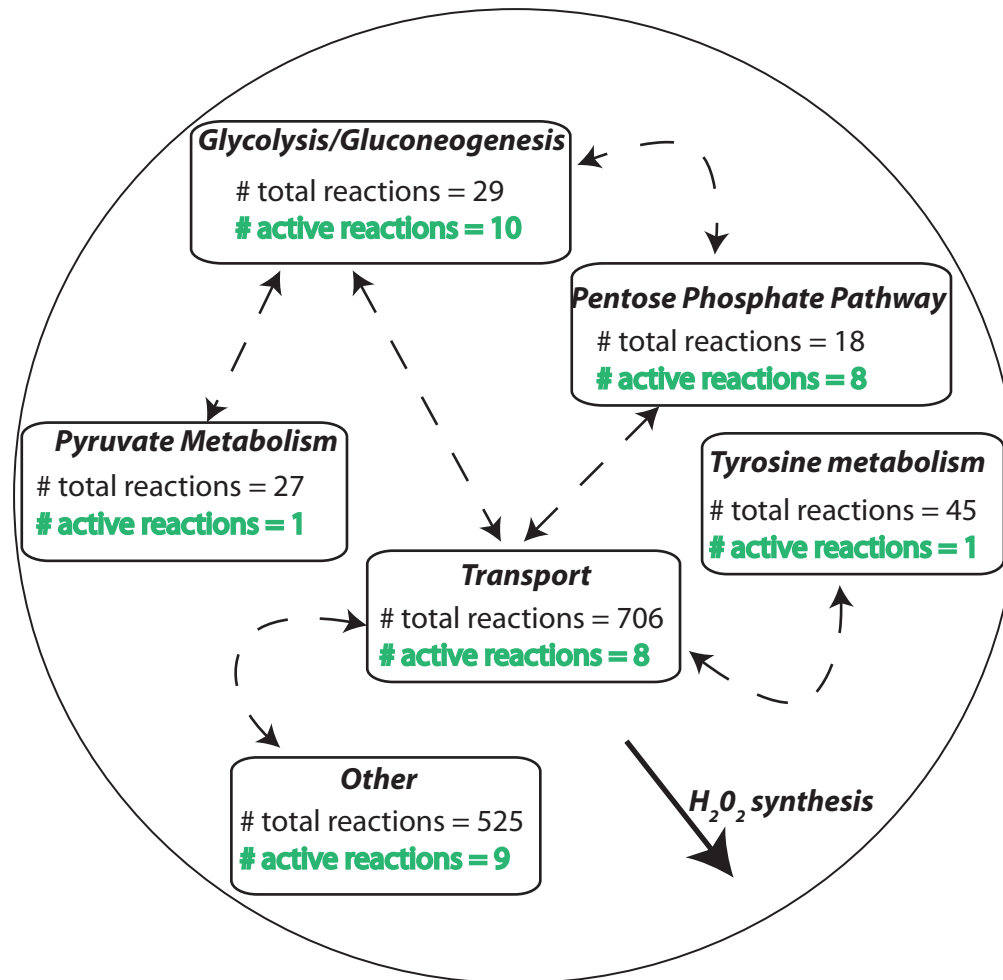 Glycolysis/Gluconeogenesis
# total reactions = 29
# active reactions = 10
Pentose Phosphate Pathway
# total reactions = 18
# active reactions = 8
Pyruvate Metabolism
# total reactions = 27
# active reactions = 1
Tyrosine metabolism
# total reactions = 45
# active reactions = 1
Transport
# total reactions = 706
# active reactions = 8
Other
# total reactions = 525
# active reactions = 9
H₂0₂ synthesis